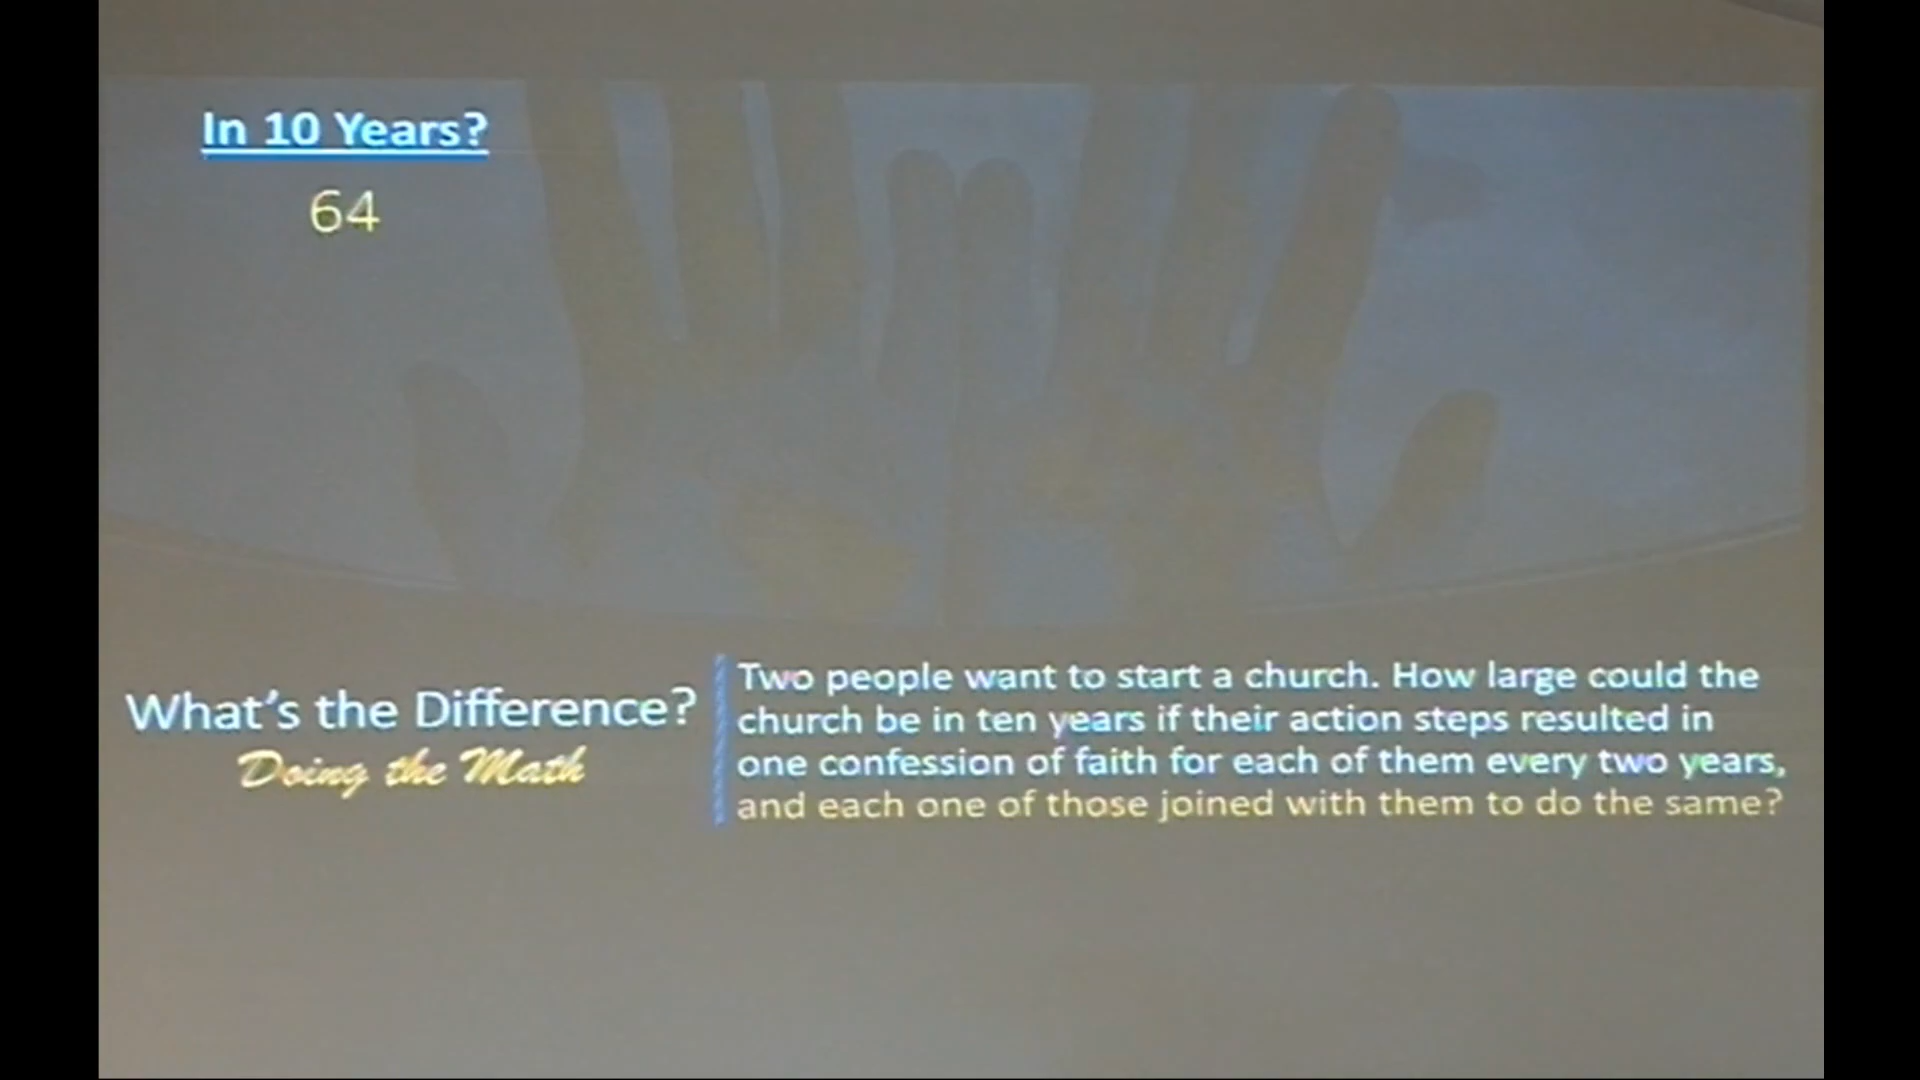 In 10 Years?
64
What's the Difference?
Doing the Math
Two people want to start a church. How large could the
church be in ten years if their action steps resulted in
one confession of faith for each of them every two years,
and each one of those joined with them to do the same?